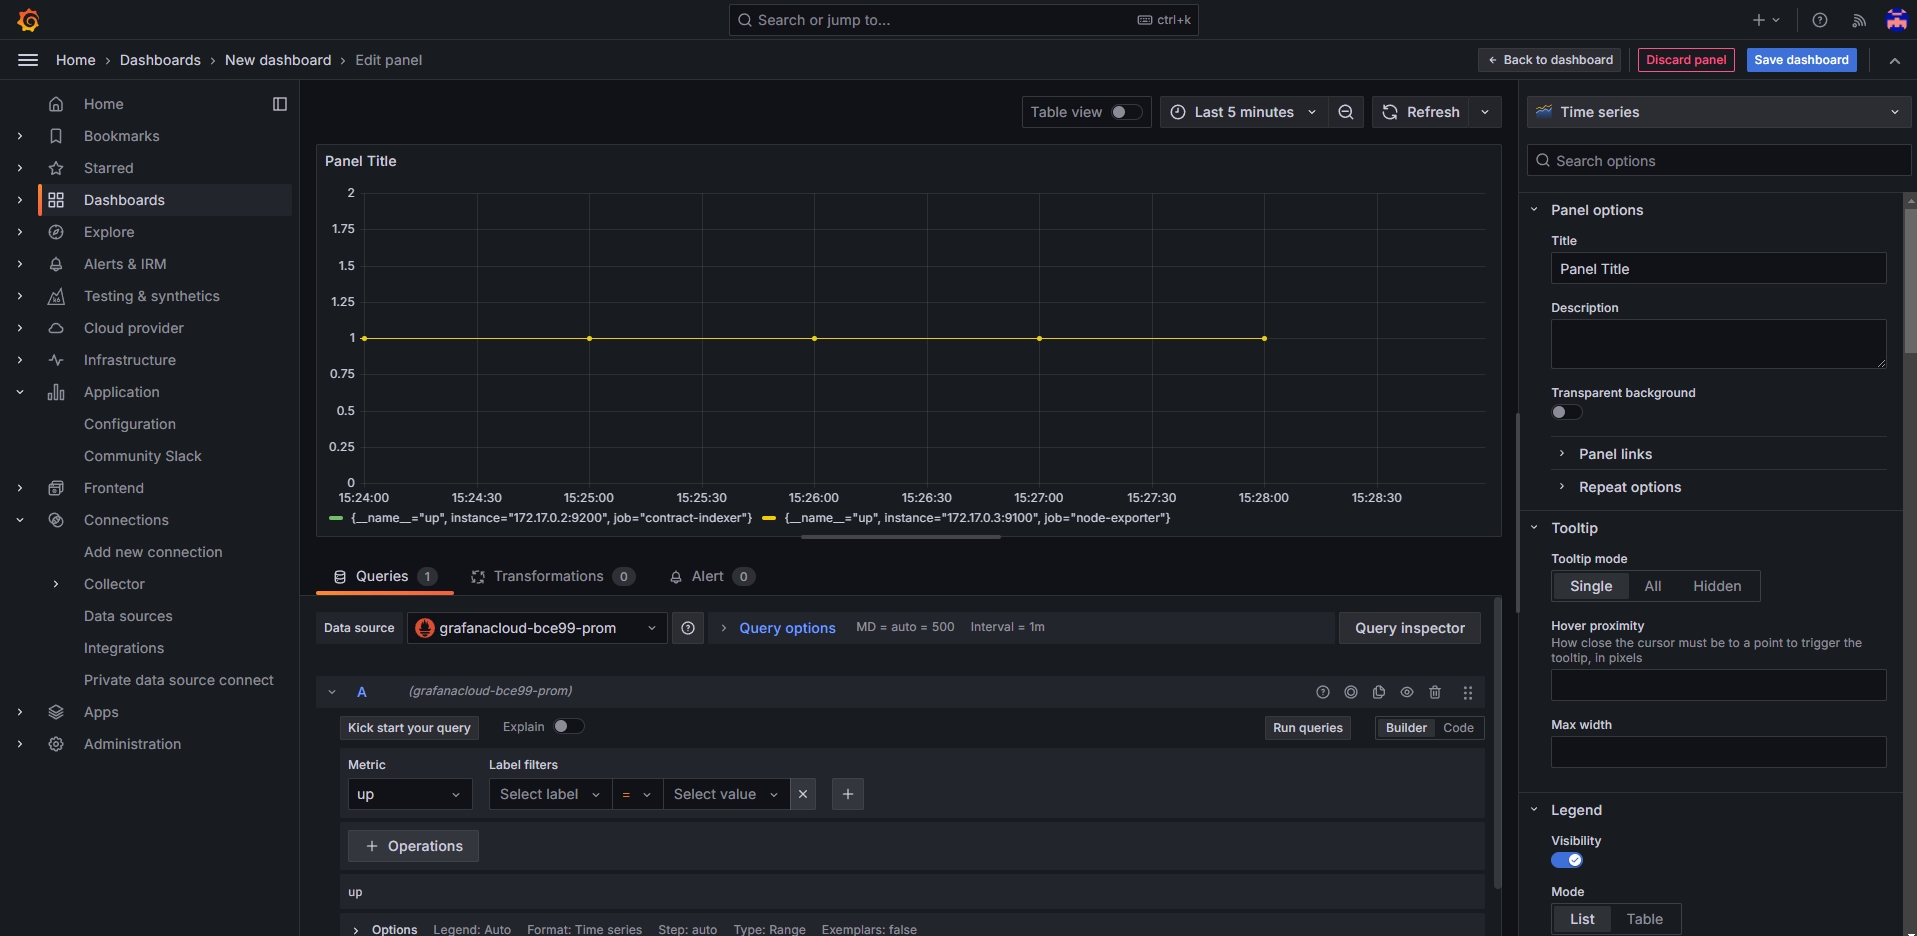 Search or jump to...
ctrl+k
Home › Dashboards › New dashboard › Edit panel
Back to dashboard
Discard panel
Save dashboard
Home
Bookmarks
Starred
Dashboards
Explore
Alerts & IRM
Testing & synthetics
Cloud provider
Infrastructure
Application
Configuration
Community Slack
Frontend
Connections
Add new connection
Collector
Data sources
Integrations
Private data source connect
Apps
Administration
Table view
Last 5 minutes
Refresh
Panel Title
2
1.75
1.5
1.25
1
0.75
0.5
0.25
0
15:24:00 15:24:30 15:25:00 15:25:30 15:26:00 15:26:30 15:27:00 15:27:30 15:28:00 15:28:30
{__name__="up", instance="172.17.0.2:9200", job="contract-indexer"} {__name__="up", instance="172.17.0.3:9100", job="node-exporter"}
Queries 1 Transformations 0 Alert 0
Data source grafanacloud-bce99-prom Query options MD = auto = 500 Interval = 1m Query inspector
A (grafanacloud-bce99-prom)
Kick start your query Explain Run queries Builder Code
Metric Label filters
up Select label = Select value
+ Operations
up
Options Legend: Auto Format: Time series Step: auto Type: Range Exemplars: false
Time series
Search options
Panel options
Title
Panel Title
Description
Transparent background
Panel links
Repeat options
Tooltip
Tooltip mode
Single All Hidden
Hover proximity
How close the cursor must be to a point to trigger the
tooltip, in pixels
Max width
Legend
Visibility
Mode
List Table